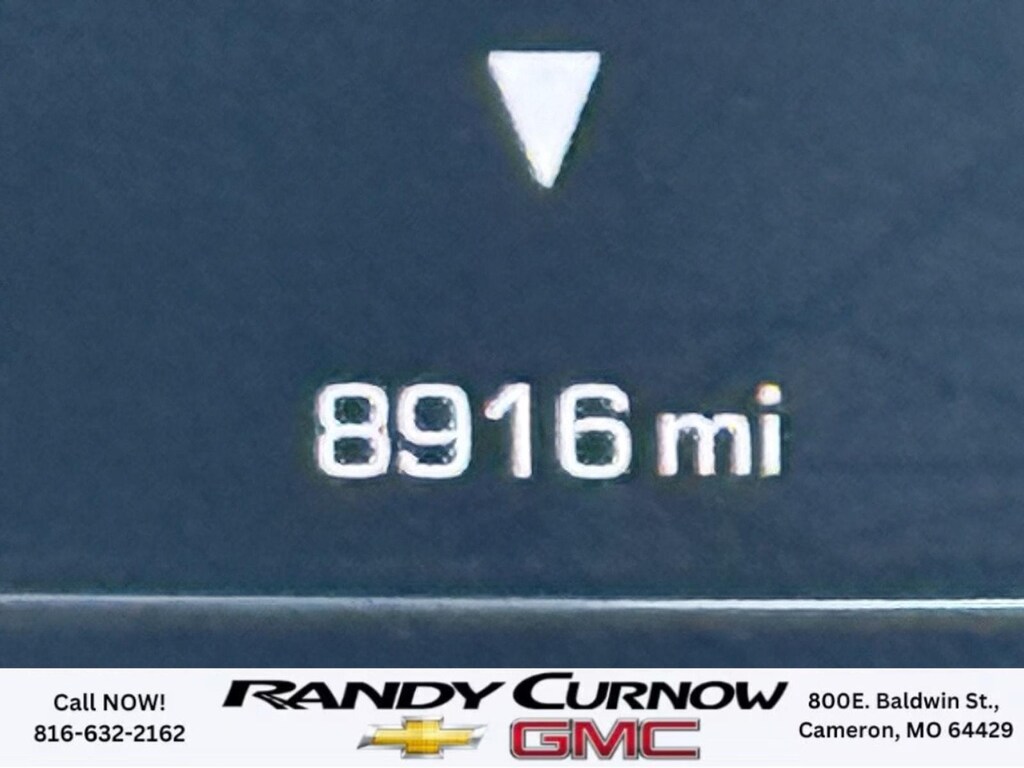 8916 mi
Call NOW!
816-632-2162
RANDY CURNOW
GMC
800E. Baldwin St.,
Cameron, MO 64429